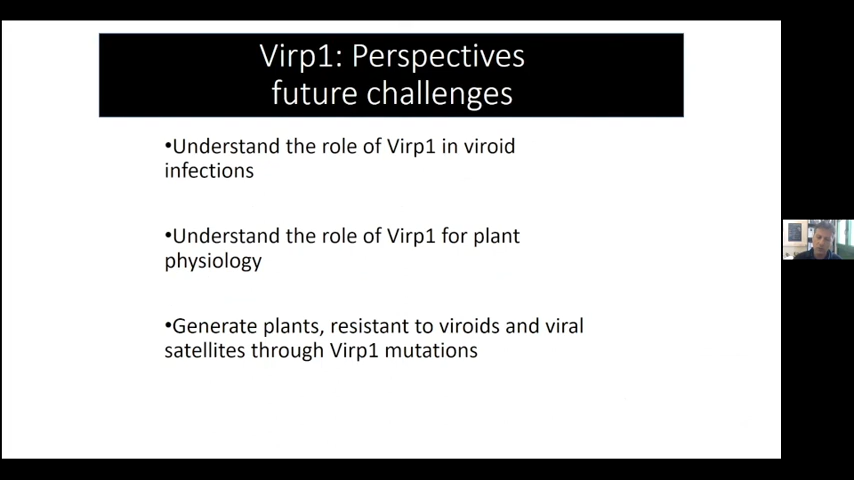 Virp1: Perspectives
future challenges
•Understand the role of Virp1 in viroid
infections
•Understand the role of Virp1 for plant
physiology
•Generate plants, resistant to viroids and viral
satellites through Virp1 mutations